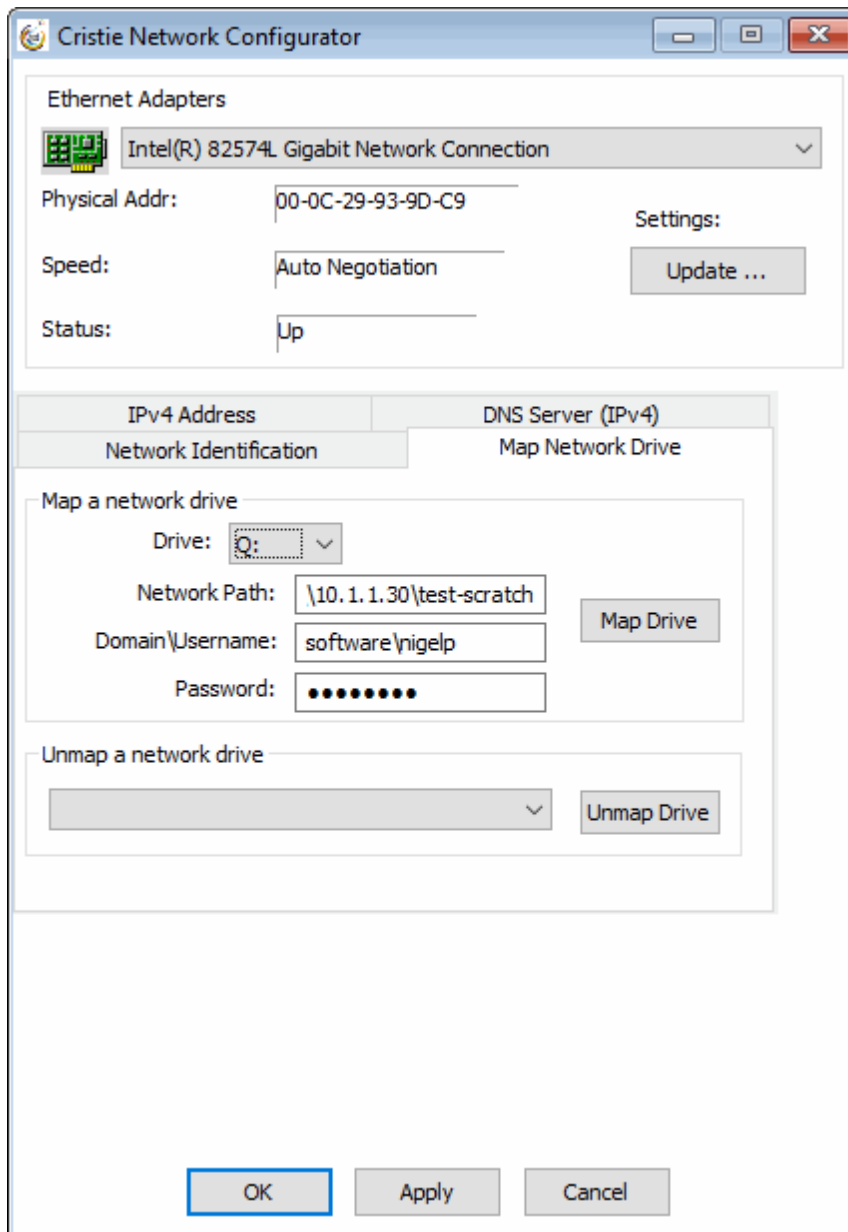 Cristie Network Configurator
Ethernet Adapters
Intel(R) 82574L Gigabit Network Connection
Physical Addr: 00-0C-29-93-9D-C9
Settings:
Speed: Auto Negotiation Update ...
Status: Up
IPv4 Address DNS Server (IPv4)
Network Identification Map Network Drive
Map a network drive
Drive: Q:
Network Path: \10.1.1.30\test-scratch
Map Drive
Domain\Username: software\nigelp
Password: ●●●●●●●●
Unmap a network drive
Unmap Drive
OK Apply Cancel